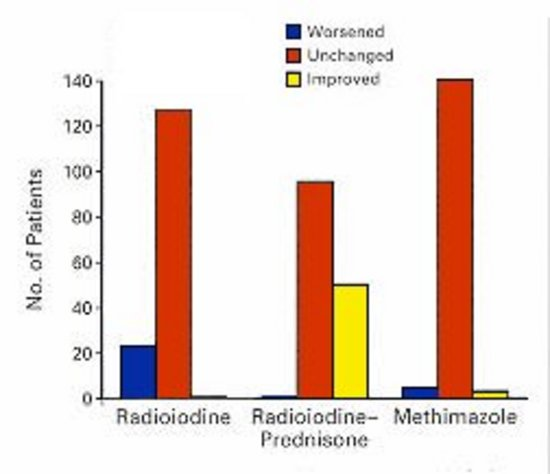 Worsened
Unchanged
Improved
140
120
100
80
60
40
20
0
No. of Patients
Radioiodine
Radioiodine–
Prednisone
Methimazole